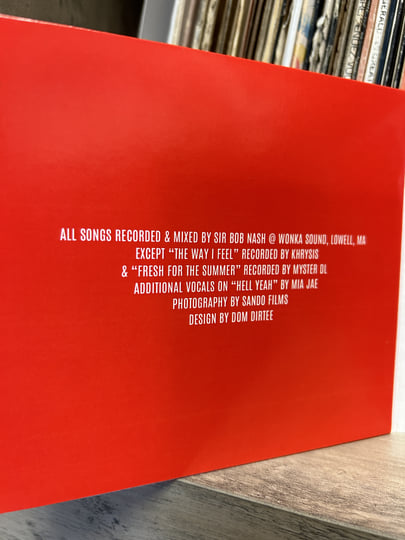 ALL SONGS RECORDED & MIXED BY SIR BOB NASH @ WONKA SOUND, LOWELL, MA
EXCEPT “THE WAY I FEEL” RECORDED BY KHRYSIS
& “FRESH FOR THE SUMMER” RECORDED BY MYSTER DL
ADDITIONAL VOCALS ON “HELL YEAH” BY MIA JAE
PHOTOGRAPHY BY SANDO FILMS
DESIGN BY DOM DIRTEE